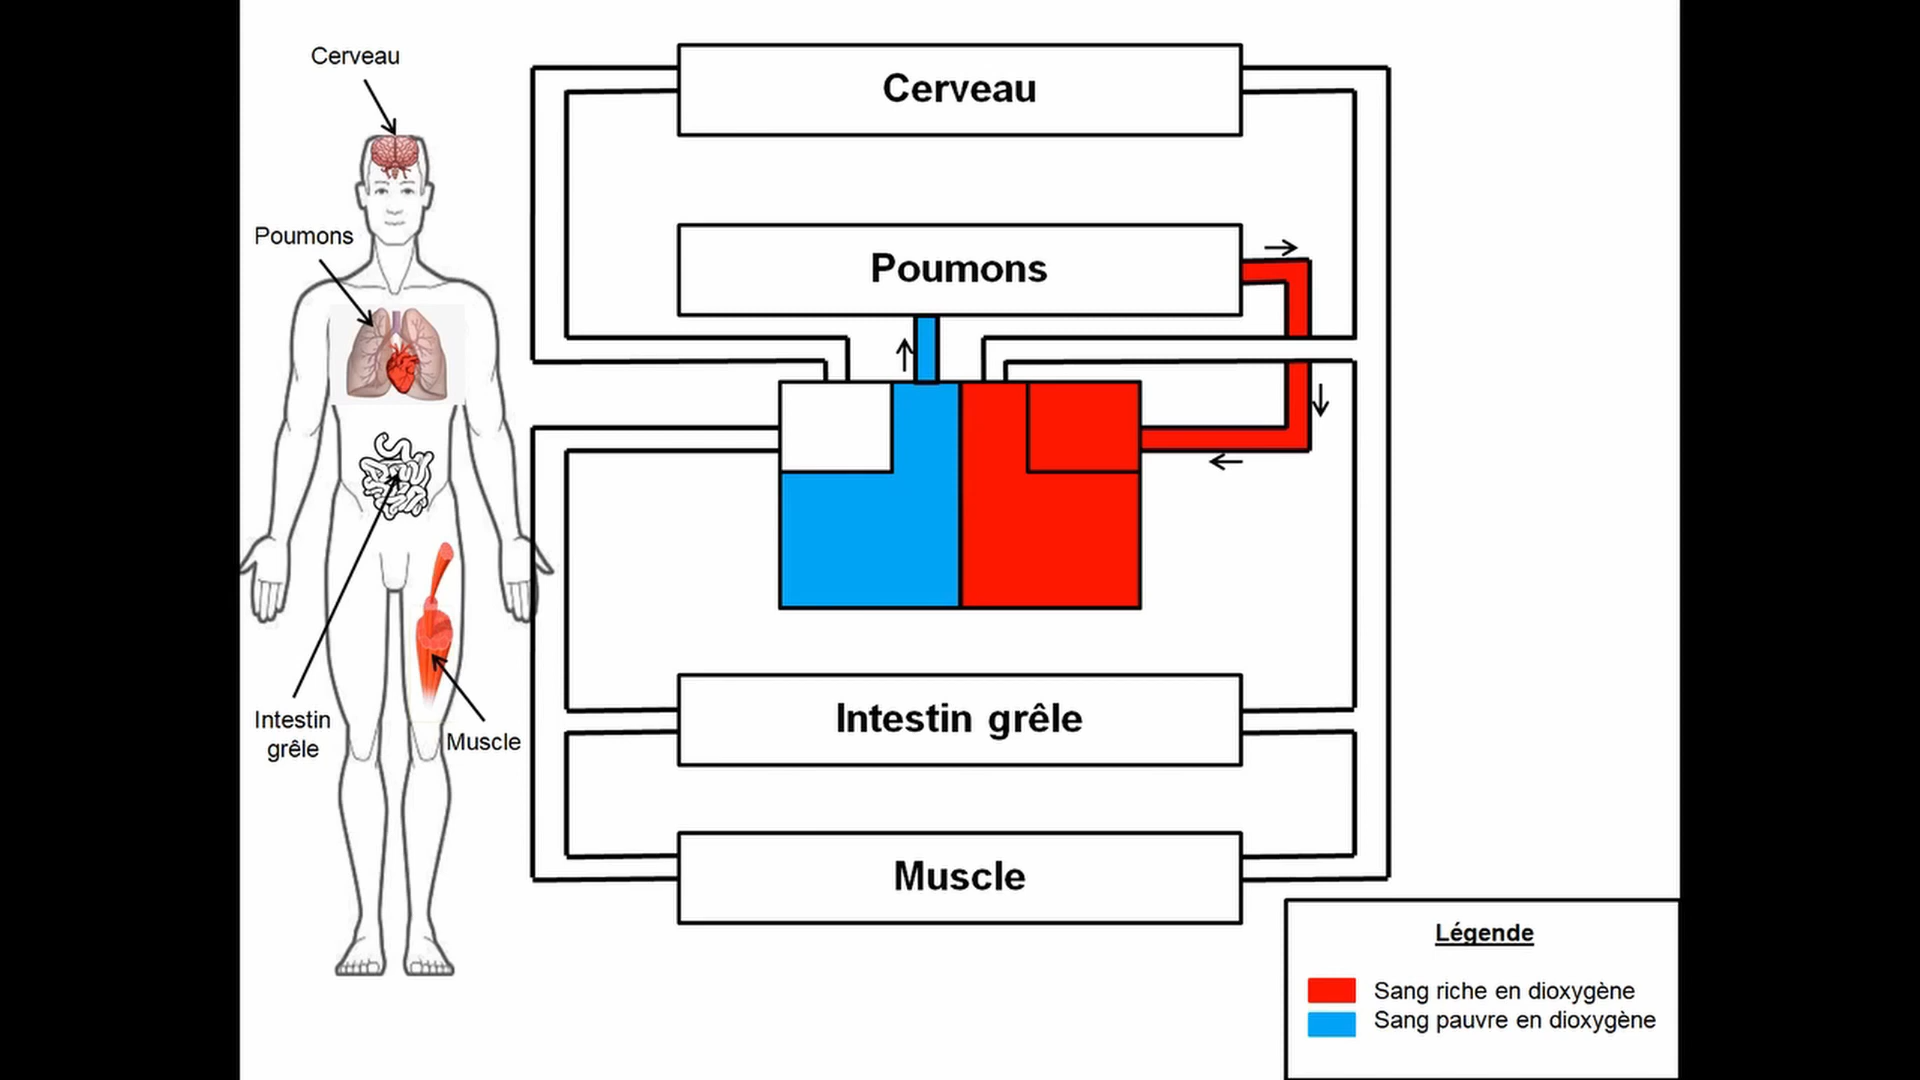 Cerveau
Poumons
Intestin
grêle
Muscle
Cerveau
Poumons
Intestin grêle
Muscle
Légende
Sang riche en dioxygène
Sang pauvre en dioxygène